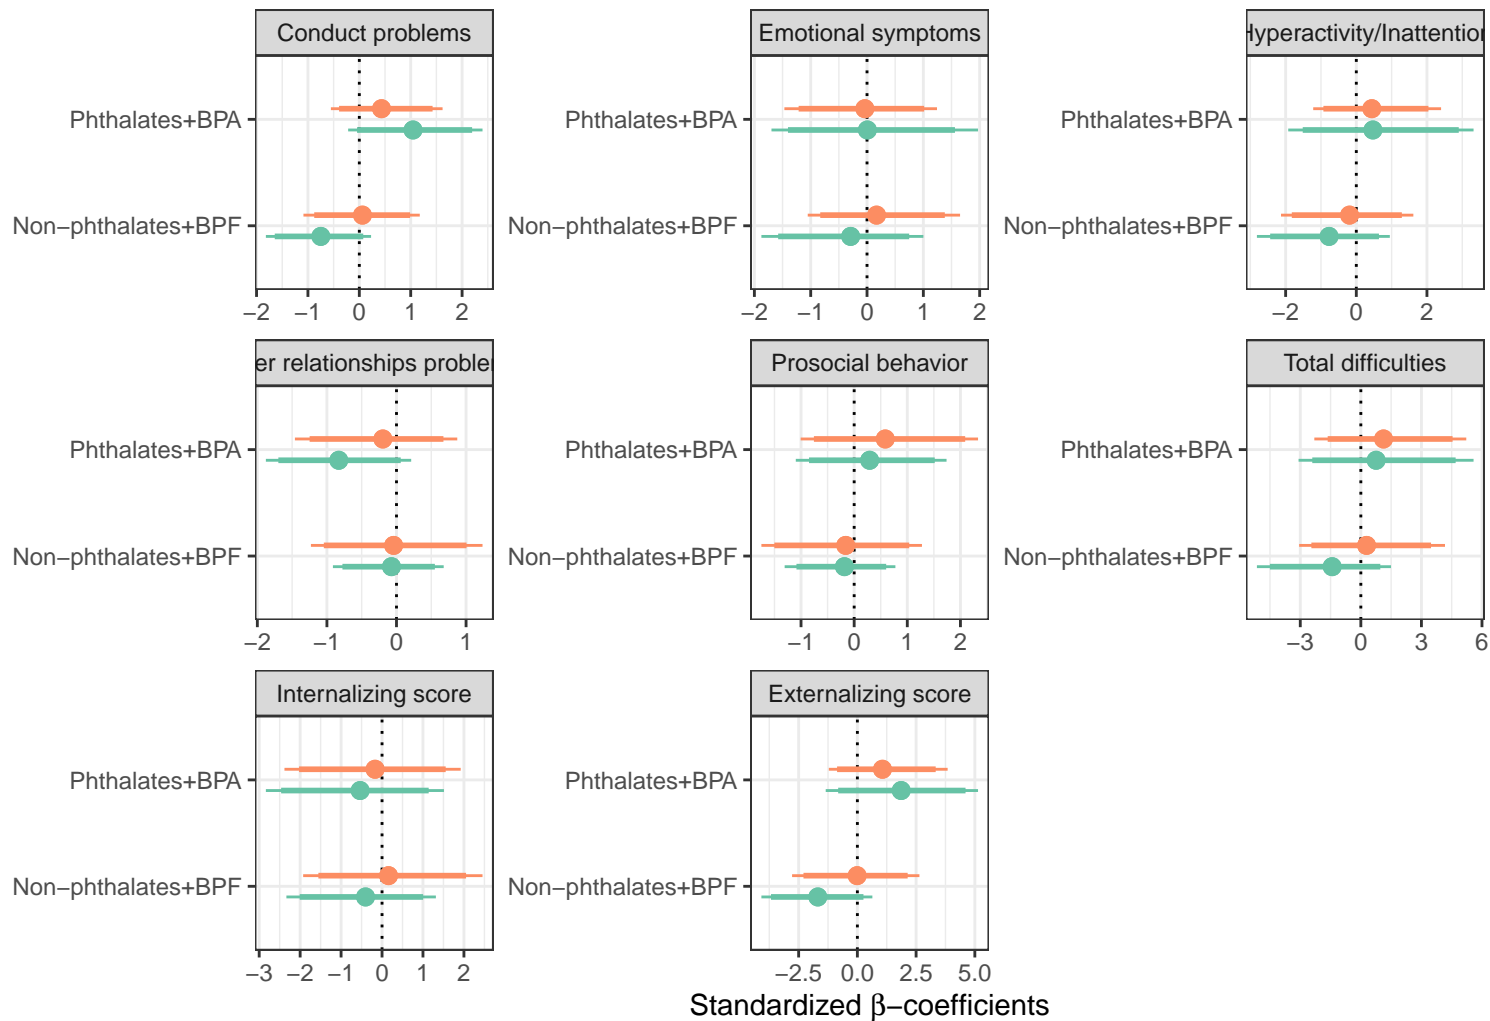 Conduct problems
Emotional symptoms
Hyperactivity/Inattention
Phthalates+BPA
Non−phthalates+BPF
−2 −1 0 1 2
Phthalates+BPA
Non−phthalates+BPF
−2 −1 0 1 2
Phthalates+BPA
Non−phthalates+BPF
−2 0 2
er relationships problem
Prosocial behavior
Total difficulties
Phthalates+BPA
Non−phthalates+BPF
−2 −1 0 1
Phthalates+BPA
Non−phthalates+BPF
−1 0 1 2
Phthalates+BPA
Non−phthalates+BPF
−3 0 3 6
Internalizing score
Externalizing score
Phthalates+BPA
Non−phthalates+BPF
−3 −2 −1 0 1 2
Phthalates+BPA
Non−phthalates+BPF
−2.5 0.0 2.5 5.0
Standardized β−coefficients